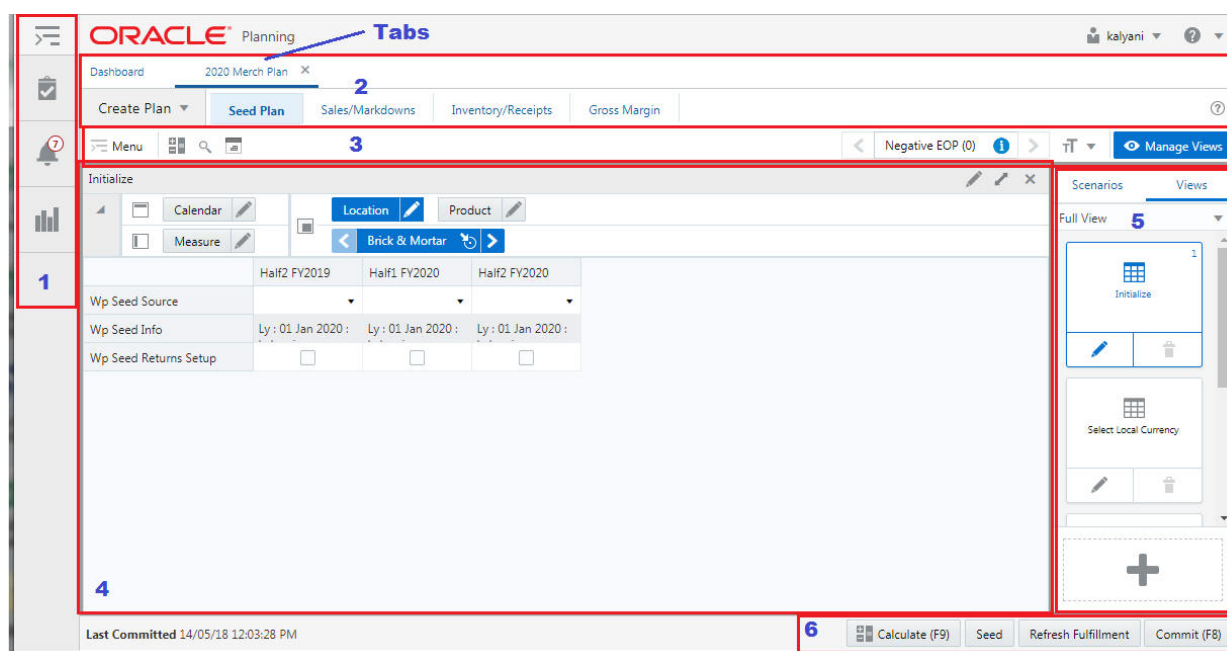 ORACLE Planning
Tabs
kalyani
Dashboard 2020 Merch Plan
2
Create Plan Seed Plan Sales/Markdowns Inventory/Receipts Gross Margin
7
Menu
3
Negative EOP (0)
Manage Views
Initialize
Scenarios Views
Calendar Location Product
Full View
5
Measure Brick & Mortar
1
Initialize
1
Half2 FY2019 Half1 FY2020 Half2 FY2020
Wp Seed Source
Wp Seed Info Ly : 01 Jan 2020 : Ly : 01 Jan 2020 : Ly : 01 Jan 2020 :
Wp Seed Returns Setup
Select Local Currency
4
Last Committed 14/05/18 12:03:28 PM
6
Calculate (F9) Seed Refresh Fulfillment Commit (F8)